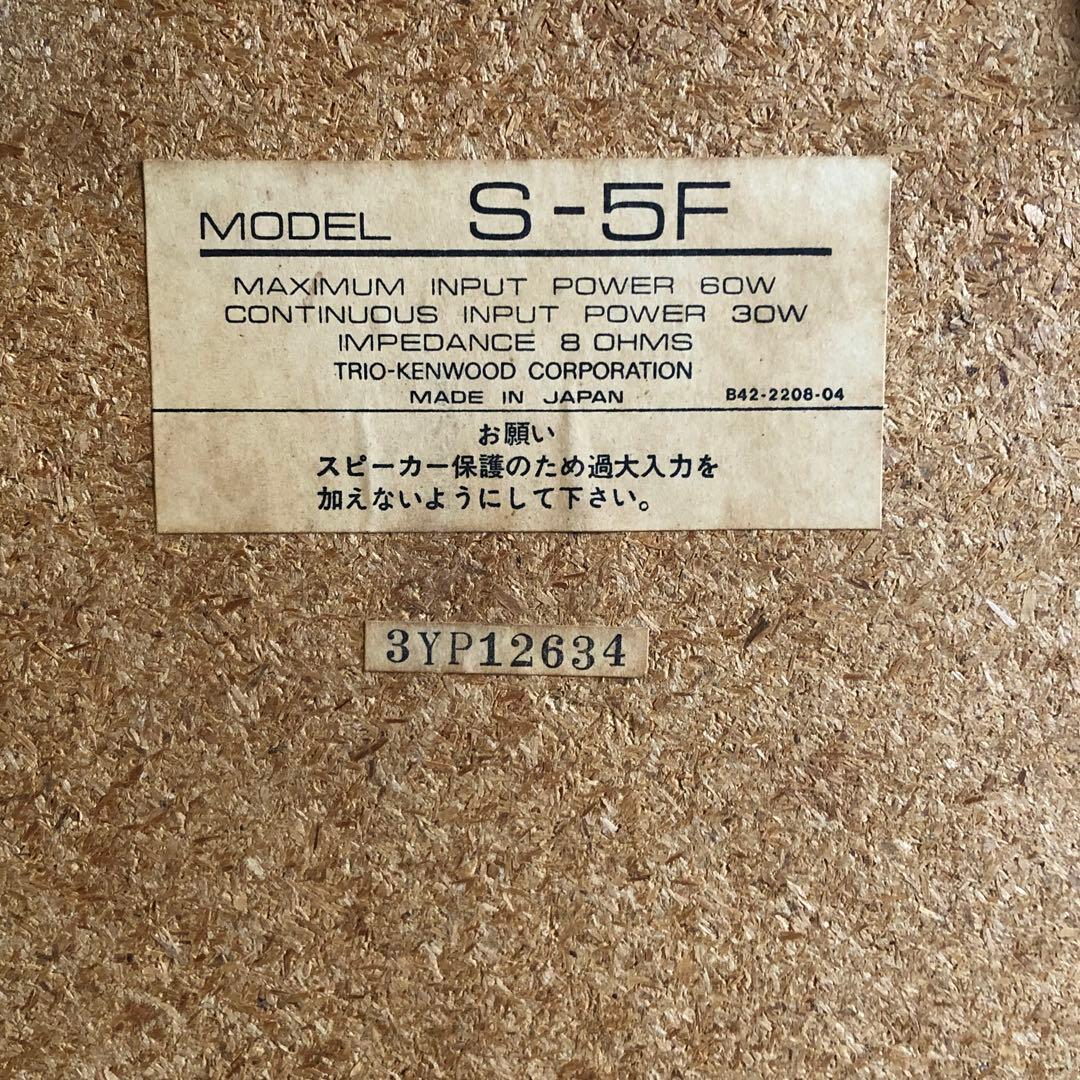 MODEL S-5F
MAXIMUM INPUT POWER 60W
CONTINUOUS INPUT POWER 30W
IMPEDANCE 8 OHMS
TRIO-KENWOOD CORPORATION
MADE IN JAPAN B42-2208-04
お願い
スピーカー保護のため過大入力を
加えないようにして下さい。
3YP12634